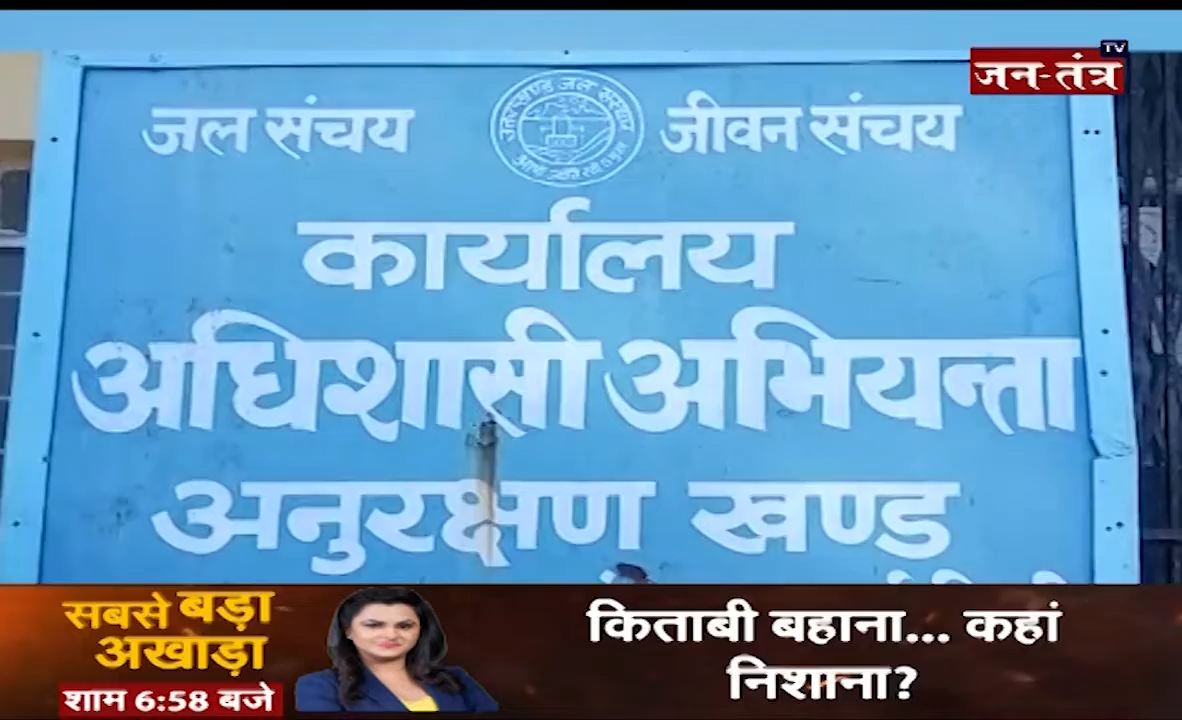 TV
जन-तंत्र
जल संचय
जीवन संचय
कार्यालय
अधिशासी अभियन्ता
अनुरक्षण खण्ड
सबसे बड़ा
अखाड़ा
शाम 6:58 बजे
किताबी बहाना... कहां
निशाना?